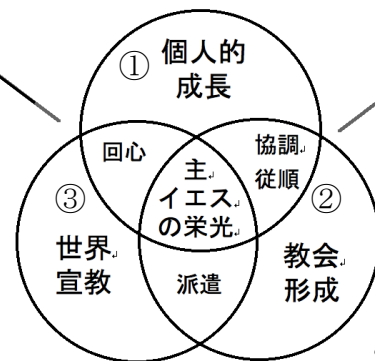 ① 個人的
成長
回心
主
イエス
の栄光
協調
従順
③
世界
宣教
②
教会
形成
派遣